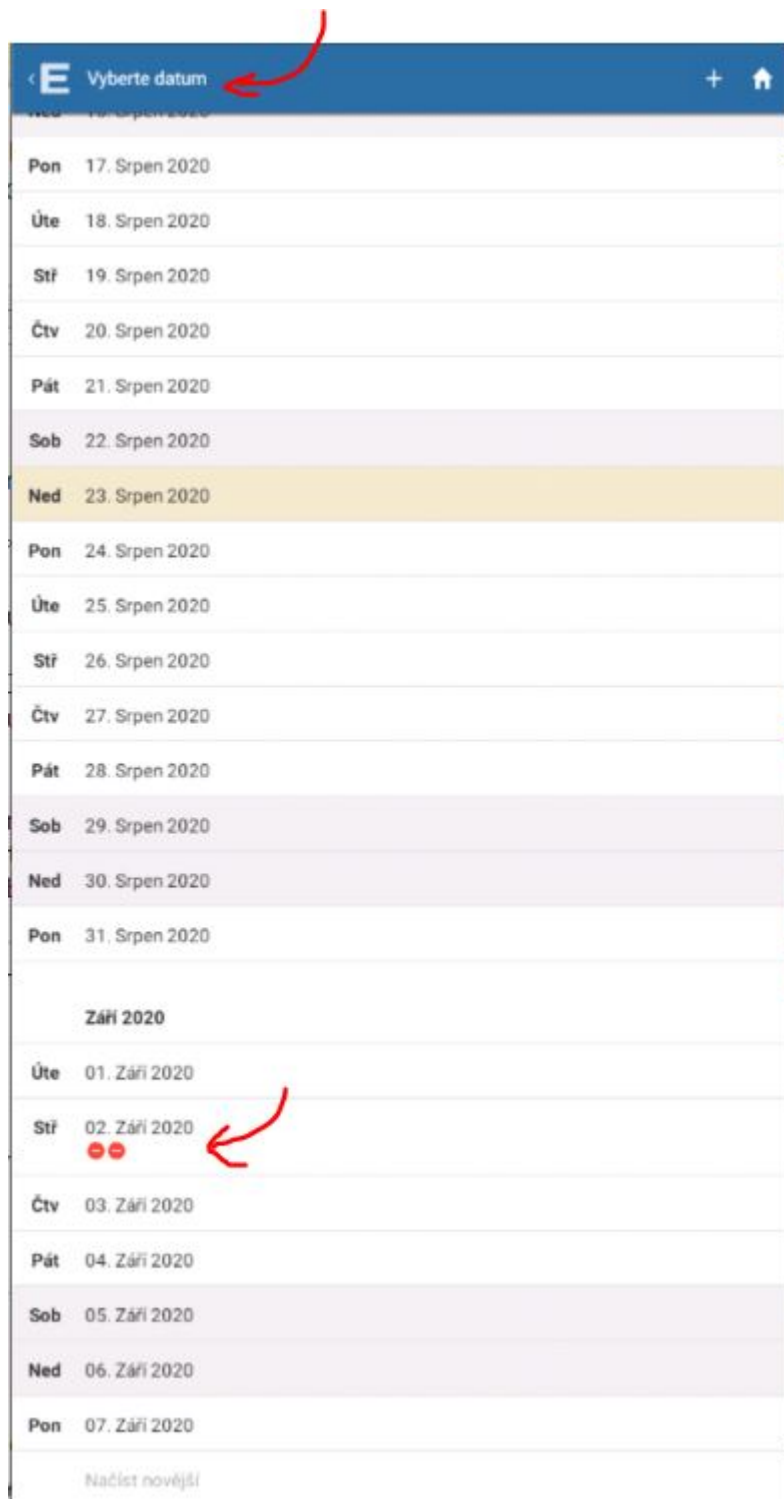 E Vyberte datum
Pon 17. Srpen 2020
Úte 18. Srpen 2020
Stř 19. Srpen 2020
Čtv 20. Srpen 2020
Pát 21. Srpen 2020
Sob 22. Srpen 2020
Ned 23. Srpen 2020
Pon 24. Srpen 2020
Úte 25. Srpen 2020
Stř 26. Srpen 2020
Čtv 27. Srpen 2020
Pát 28. Srpen 2020
Sob 29. Srpen 2020
Ned 30. Srpen 2020
Pon 31. Srpen 2020
Září 2020
Úte 01. Září 2020
Stř 02. Září 2020
Čtv 03. Září 2020
Pát 04. Září 2020
Sob 05. Září 2020
Ned 06. Září 2020
Pon 07. Září 2020
Načíst novější